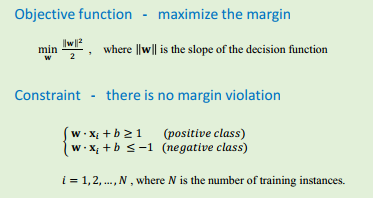 Objective function - maximize the margin
min w ‖w‖² / 2 , where ‖w‖ is the slope of the decision function
Constraint - there is no margin violation
w · xᵢ + b ≥ 1 (positive class)
w · xᵢ + b ≤ −1 (negative class)
i = 1, 2, …, N , where N is the number of training instances.